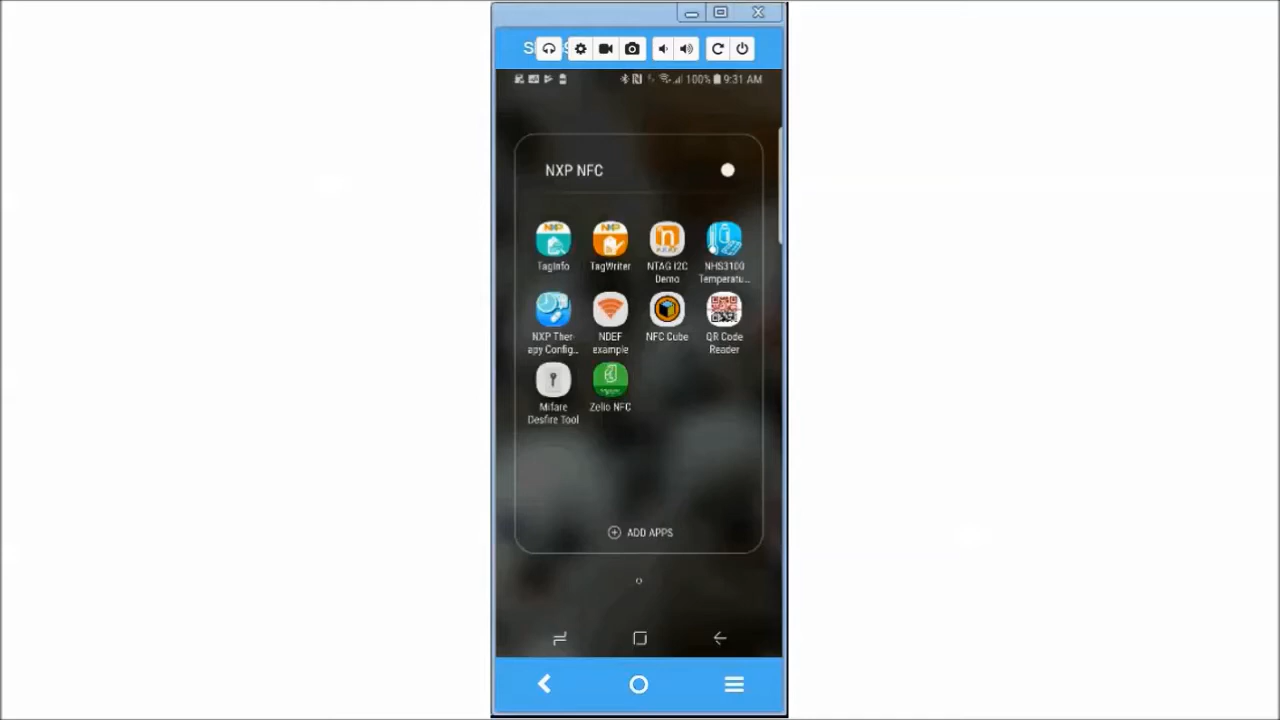 100% 9:31 AM
NXP NFC
TagInfo
TagWriter
NTAG I2C
Demo
NHS3100
Temperatu...
NXP Ther-
apy Config...
NDEF
example
NFC Cube
QR Code
Reader
Mifare
Desfire Tool
Zelio NFC
ADD APPS